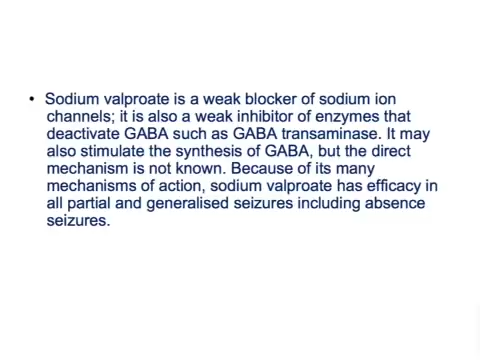 • Sodium valproate is a weak blocker of sodium ion
channels; it is also a weak inhibitor of enzymes that
deactivate GABA such as GABA transaminase. It may
also stimulate the synthesis of GABA, but the direct
mechanism is not known. Because of its many
mechanisms of action, sodium valproate has efficacy in
all partial and generalised seizures including absence
seizures.